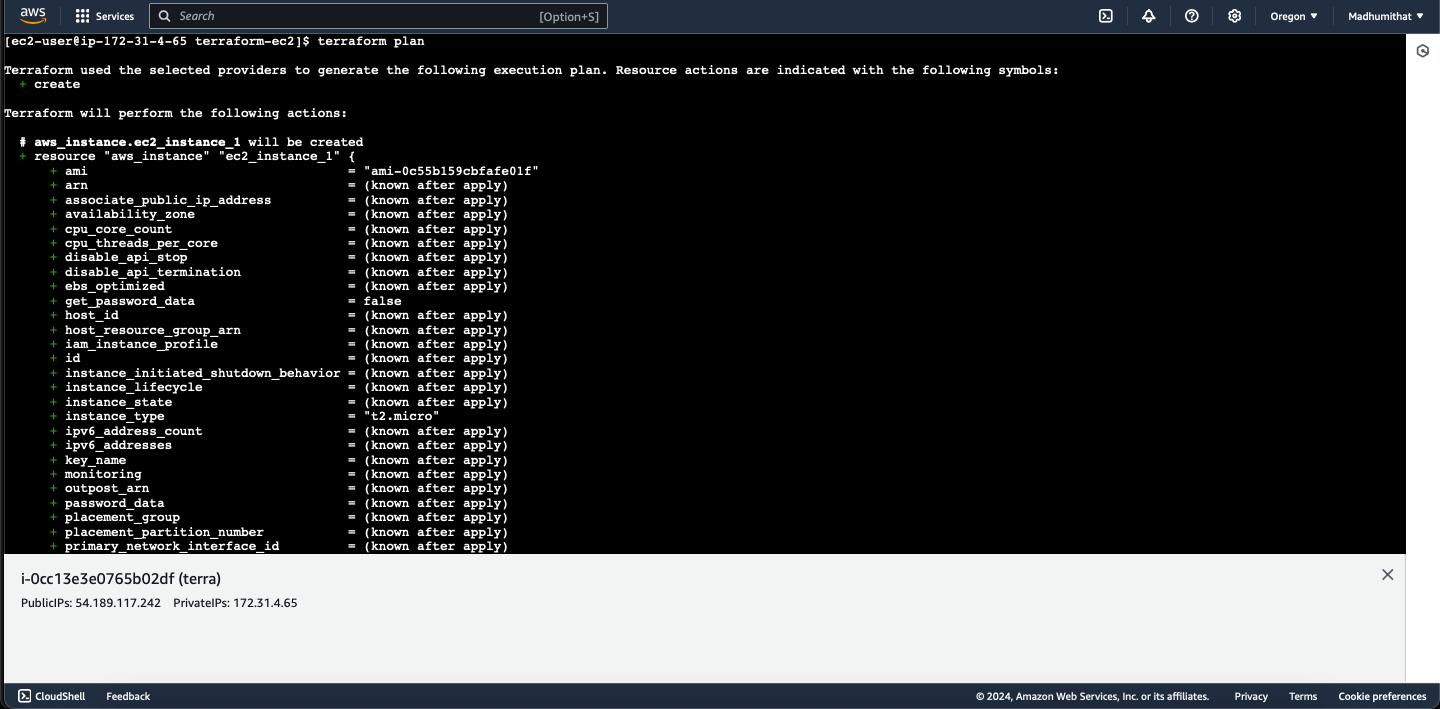 aws
Services
Search
[Option+S]
Oregon
Madhumithat
[ec2-user@ip-172-31-4-65 terraform-ec2]$ terraform plan
Terraform used the selected providers to generate the following execution plan. Resource actions are indicated with the following symbols:
+ create
Terraform will perform the following actions:
# aws_instance.ec2_instance_1 will be created
+ resource "aws_instance" "ec2_instance_1" {
+ ami = "ami-0c55b159cbfafe01f"
+ arn = (known after apply)
+ associate_public_ip_address = (known after apply)
+ availability_zone = (known after apply)
+ cpu_core_count = (known after apply)
+ cpu_threads_per_core = (known after apply)
+ disable_api_stop = (known after apply)
+ disable_api_termination = (known after apply)
+ ebs_optimized = (known after apply)
+ get_password_data = false
+ host_id = (known after apply)
+ host_resource_group_arn = (known after apply)
+ iam_instance_profile = (known after apply)
+ id = (known after apply)
+ instance_initiated_shutdown_behavior = (known after apply)
+ instance_lifecycle = (known after apply)
+ instance_state = (known after apply)
+ instance_type = "t2.micro"
+ ipv6_address_count = (known after apply)
+ ipv6_addresses = (known after apply)
+ key_name = (known after apply)
+ monitoring = (known after apply)
+ outpost_arn = (known after apply)
+ password_data = (known after apply)
+ placement_group = (known after apply)
+ placement_partition_number = (known after apply)
+ primary_network_interface_id = (known after apply)
i-0cc13e3e0765b02df (terra)
PublicIPs: 54.189.117.242 PrivateIPs: 172.31.4.65
CloudShell
Feedback
© 2024, Amazon Web Services, Inc. or its affiliates.
Privacy
Terms
Cookie preferences